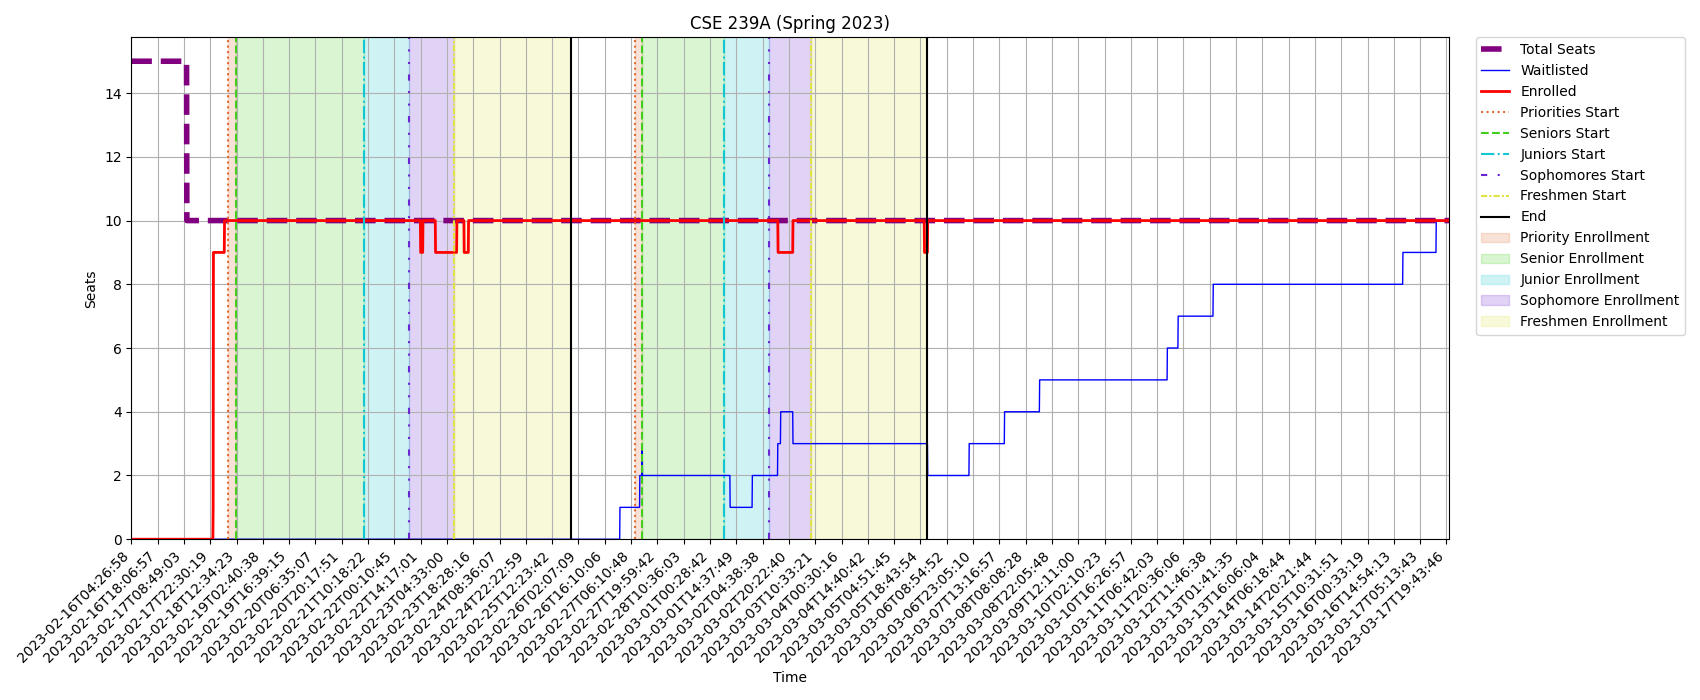 CSE 239A (Spring 2023)
Total Seats
Waitlisted
Enrolled
Priorities Start
Seniors Start
Juniors Start
Sophomores Start
Freshmen Start
End
Priority Enrollment
Senior Enrollment
Junior Enrollment
Sophomore Enrollment
Freshmen Enrollment
Seats
14
12
10
8
6
4
2
0
2023-02-16T04:26:58
2023-02-16T18:06:57
2023-02-17T08:49:03
2023-02-17T22:30:19
2023-02-18T12:34:23
2023-02-19T02:40:38
2023-02-19T16:39:15
2023-02-20T06:35:07
2023-02-20T20:17:51
2023-02-21T10:18:22
2023-02-22T00:10:45
2023-02-22T14:17:01
2023-02-23T04:33:00
2023-02-23T18:28:16
2023-02-24T08:36:07
2023-02-24T22:22:59
2023-02-25T12:23:42
2023-02-26T02:07:09
2023-02-26T16:10:06
2023-02-27T06:10:48
2023-02-27T19:59:42
2023-02-28T10:36:03
2023-03-01T00:28:42
2023-03-01T14:37:49
2023-03-02T04:38:38
2023-03-02T20:22:40
2023-03-03T10:33:21
2023-03-04T00:30:16
2023-03-04T14:40:42
2023-03-05T04:51:45
2023-03-05T18:43:54
2023-03-06T08:54:52
2023-03-06T23:05:10
2023-03-07T13:16:57
2023-03-08T08:08:28
2023-03-08T22:05:48
2023-03-09T12:11:00
2023-03-10T02:10:23
2023-03-10T16:26:57
2023-03-11T06:42:03
2023-03-11T20:36:06
2023-03-12T11:46:38
2023-03-13T01:41:35
2023-03-13T16:06:04
2023-03-14T06:18:44
2023-03-14T20:21:44
2023-03-15T10:31:51
2023-03-16T00:33:19
2023-03-16T14:54:13
2023-03-17T05:13:43
2023-03-17T19:43:46
Time